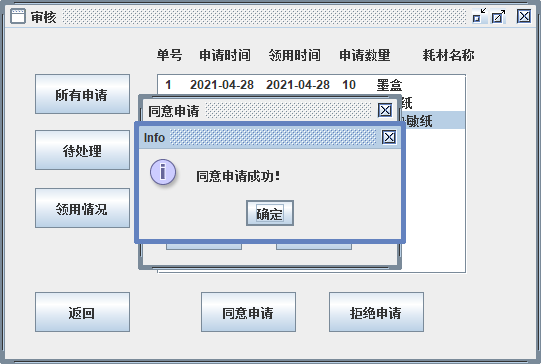 审核
单号 申请时间 领用时间 申请数量 耗材名称
1 2021-04-28 2021-04-28 10 墨盒
纸
敏纸
所有申请
待处理
领用情况
同意申请
Info
同意申请成功!
确定
返回 同意申请 拒绝申请